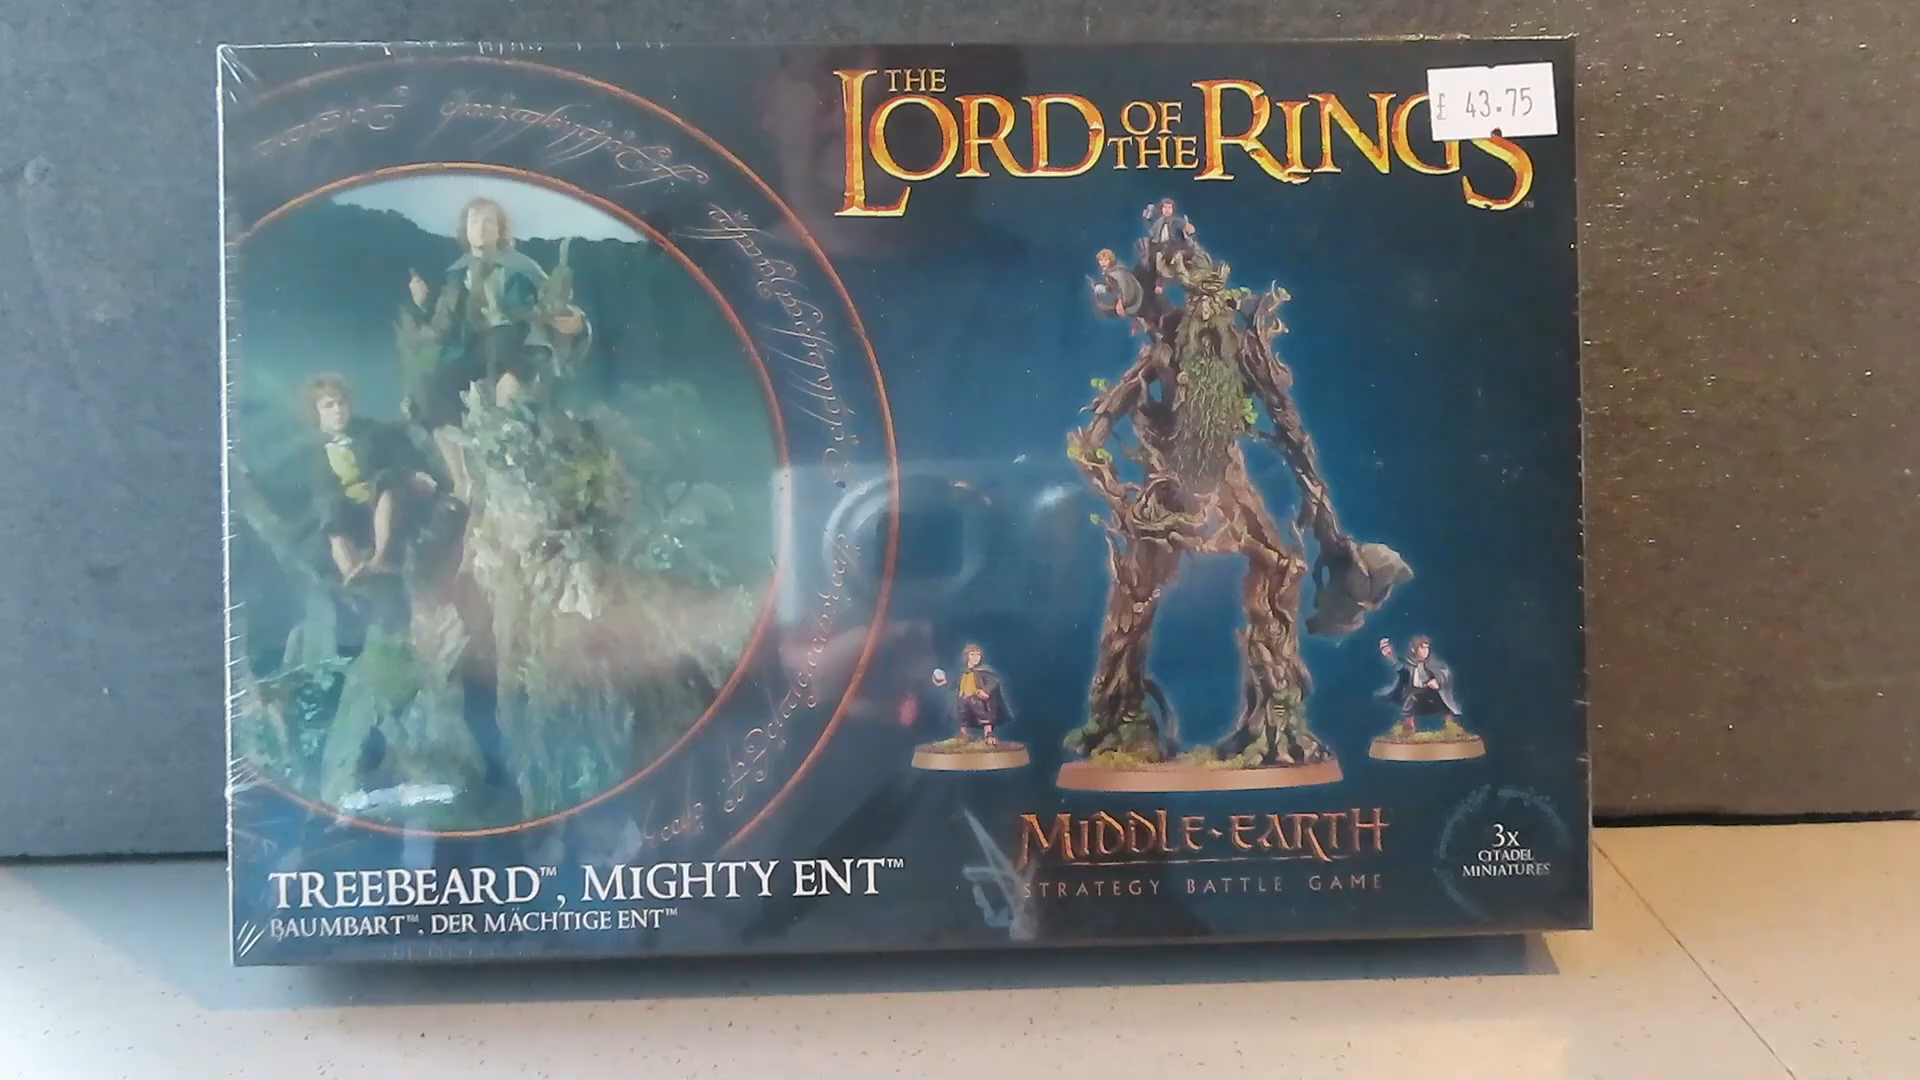 THE LORD OF THE RINGS
£ 43.75
MIDDLE-EARTH
STRATEGY BATTLE GAME
3x
CITADEL
MINIATURES
TREEBEARD™, MIGHTY ENT™
BAUMBART™, DER MÄCHTIGE ENT™